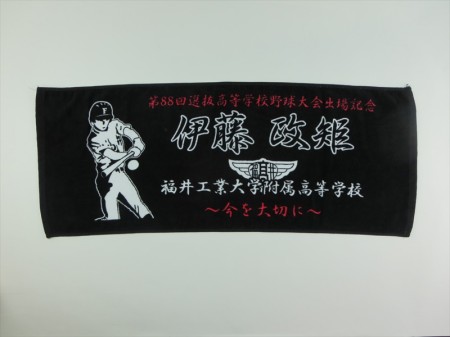 第88回選抜高等学校野球大会出場記念
伊藤 政矩
福井工業大学附属高等学校
~今を大切に~